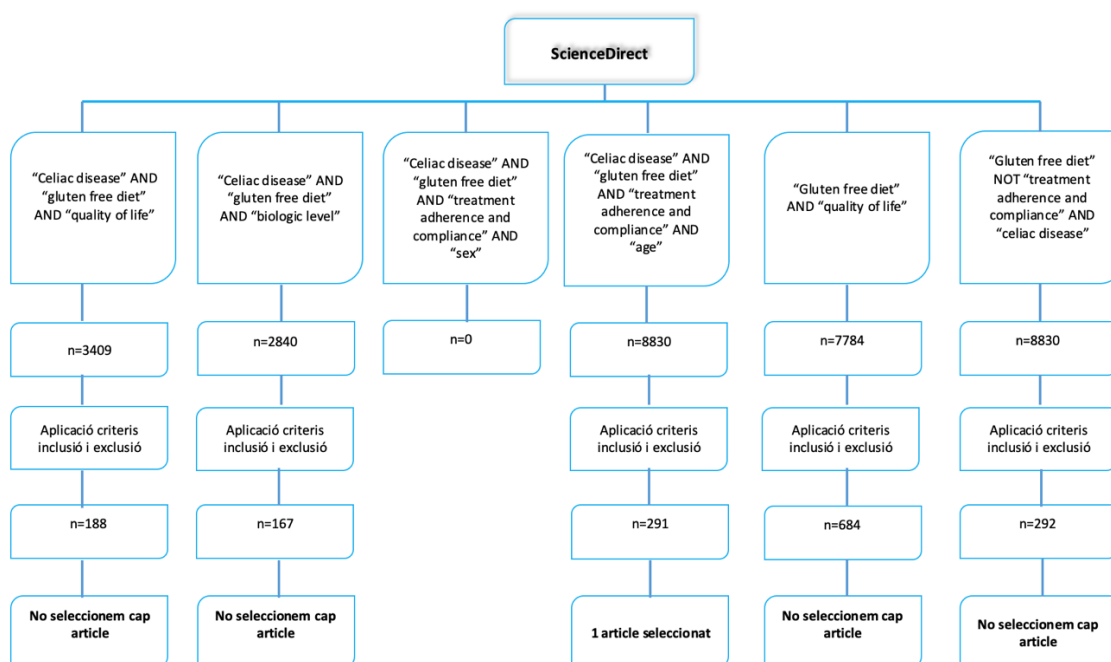 ScienceDirect
“Celiac disease” AND
“gluten free diet”
AND “quality of life”
“Celiac disease” AND
“gluten free diet”
AND “biologic level”
“Celiac disease” AND
“gluten free diet”
AND “treatment
adherence and
compliance” AND
“sex”
“Celiac disease” AND
“gluten free diet”
AND “treatment
adherence and
compliance” AND
“age”
“Gluten free diet”
AND “quality of life”
“Gluten free diet”
NOT “treatment
adherence and
compliance” AND
“celiac disease”
n=3409
n=2840
n=0
n=8830
n=7784
n=8830
Aplicació criteris
inclusió i exclusió
Aplicació criteris
inclusió i exclusió
Aplicació criteris
inclusió i exclusió
Aplicació criteris
inclusió i exclusió
Aplicació criteris
inclusió i exclusió
n=188
n=167
n=291
n=684
n=292
No seleccionem cap
article
No seleccionem cap
article
1 article seleccionat
No seleccionem cap
article
No seleccionem cap
article